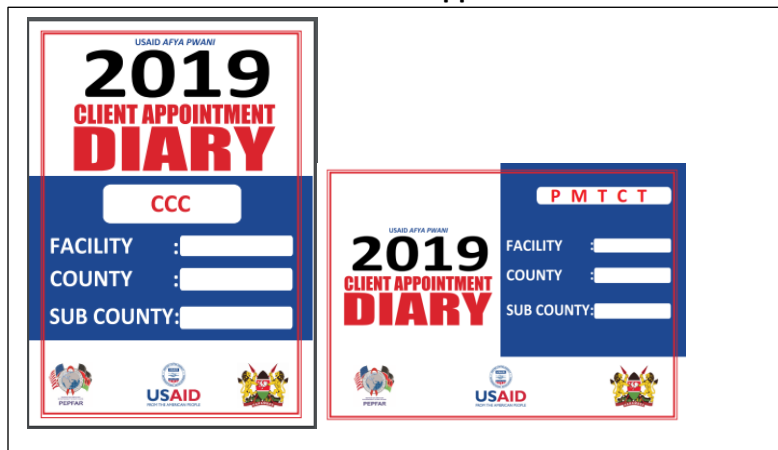 USAID AFYA PWANI
2019
CLIENT APPOINTMENT
DIARY
CCC
FACILITY :
COUNTY :
SUB COUNTY:
PEPFAR
USAID
FROM THE AMERICAN PEOPLE
USAID AFYA PWANI
2019
CLIENT APPOINTMENT
DIARY
P M T C T
FACILITY :
COUNTY :
SUB COUNTY:
PEPFAR
USAID
FROM THE AMERICAN PEOPLE